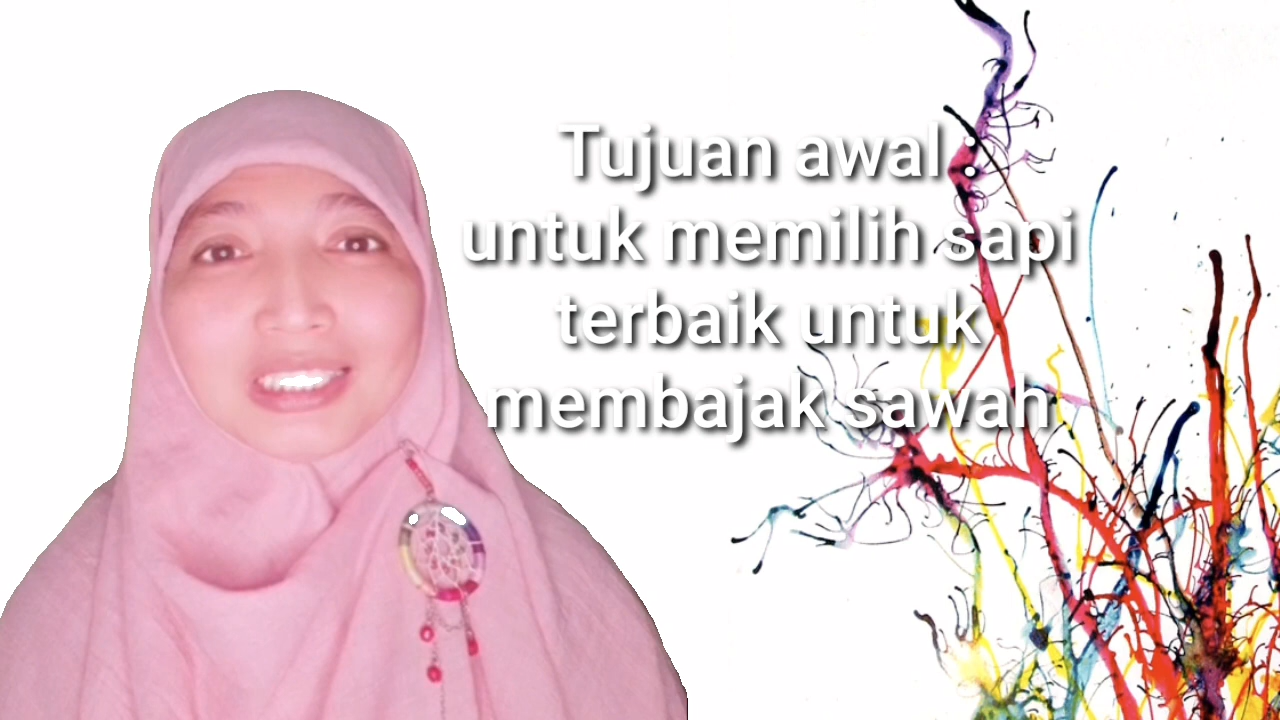 Tujuan awal :
untuk memilih sapi
terbaik untuk
membajak sawah